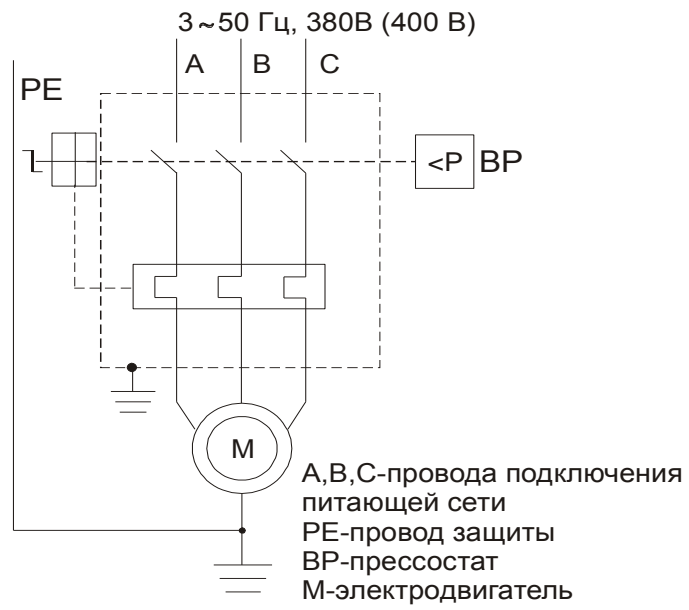 3~50 Гц, 380В (400 В)
A B C
PE
<P BP
M
A,B,C-провода подключения
питающей сети
PE-провод защиты
BP-прессостат
M-электродвигатель